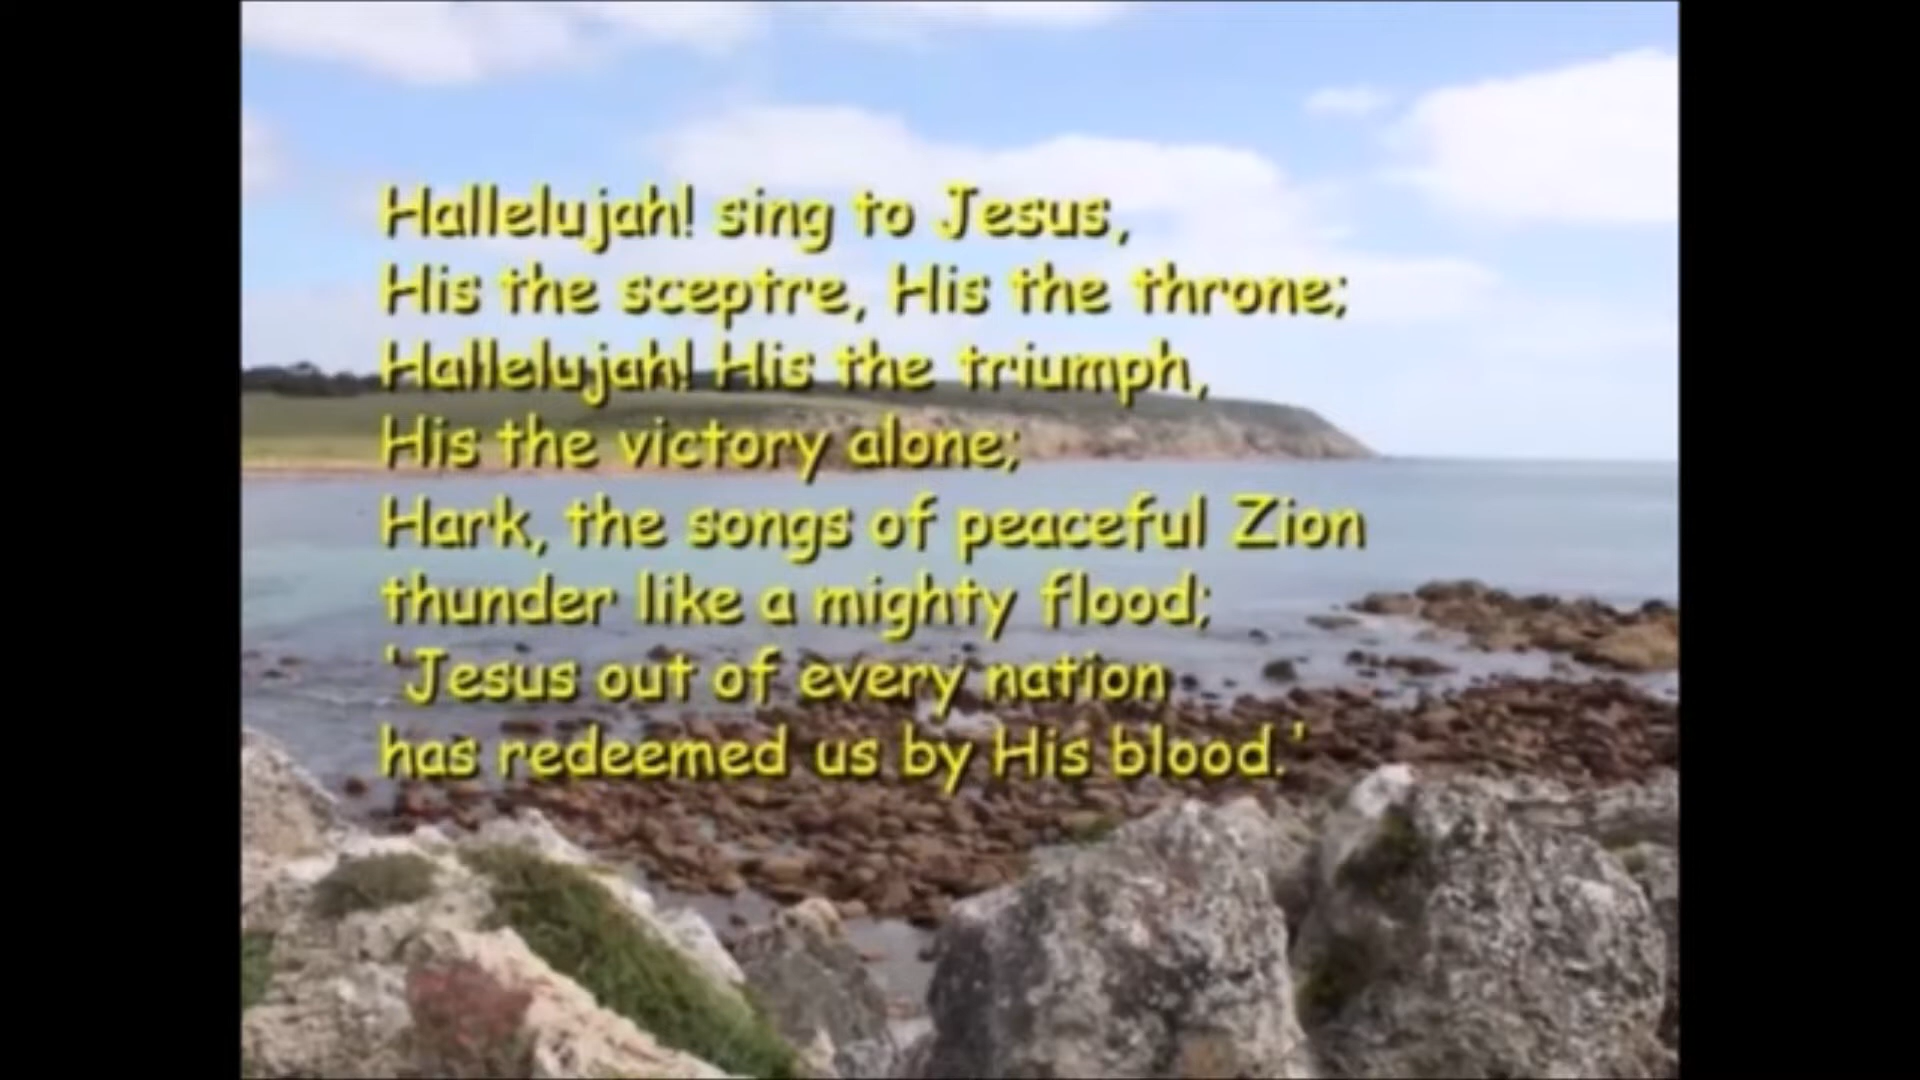 Hallelujah! sing to Jesus,
His the sceptre, His the throne;
Hallelujah! His the triumph,
His the victory alone;
Hark, the songs of peaceful Zion
thunder like a mighty flood;
'Jesus out of every nation
has redeemed us by His blood.'